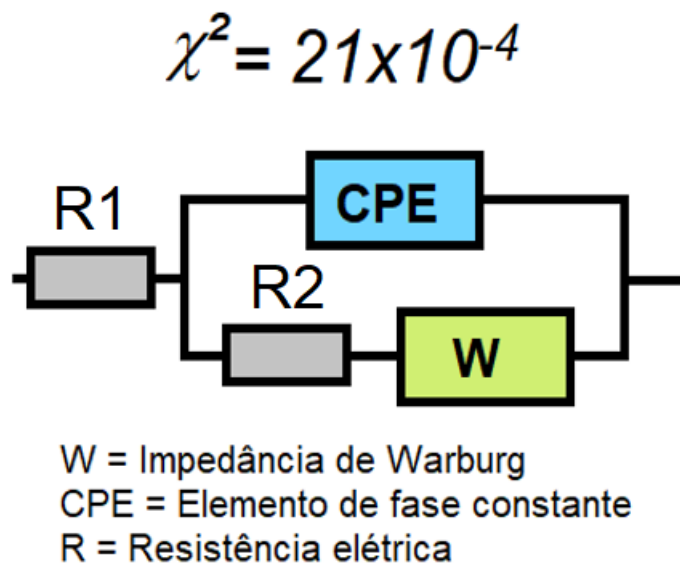 χ²= 21x10⁻⁴
CPE
R1
R2
W
W = Impedância de Warburg
CPE = Elemento de fase constante
R = Resistência elétrica